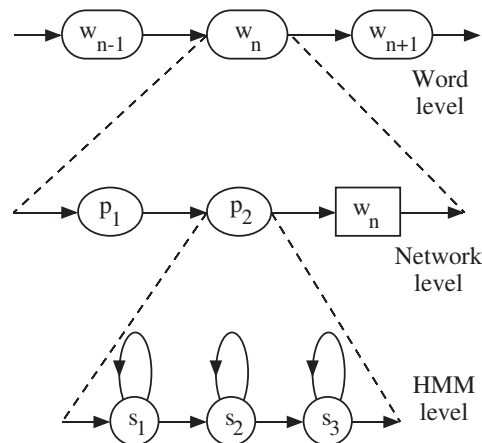 w_{n-1} w_n w_{n+1}
Word
level
p_1 p_2 w_n
Network
level
HMM
level
s_1 s_2 s_3